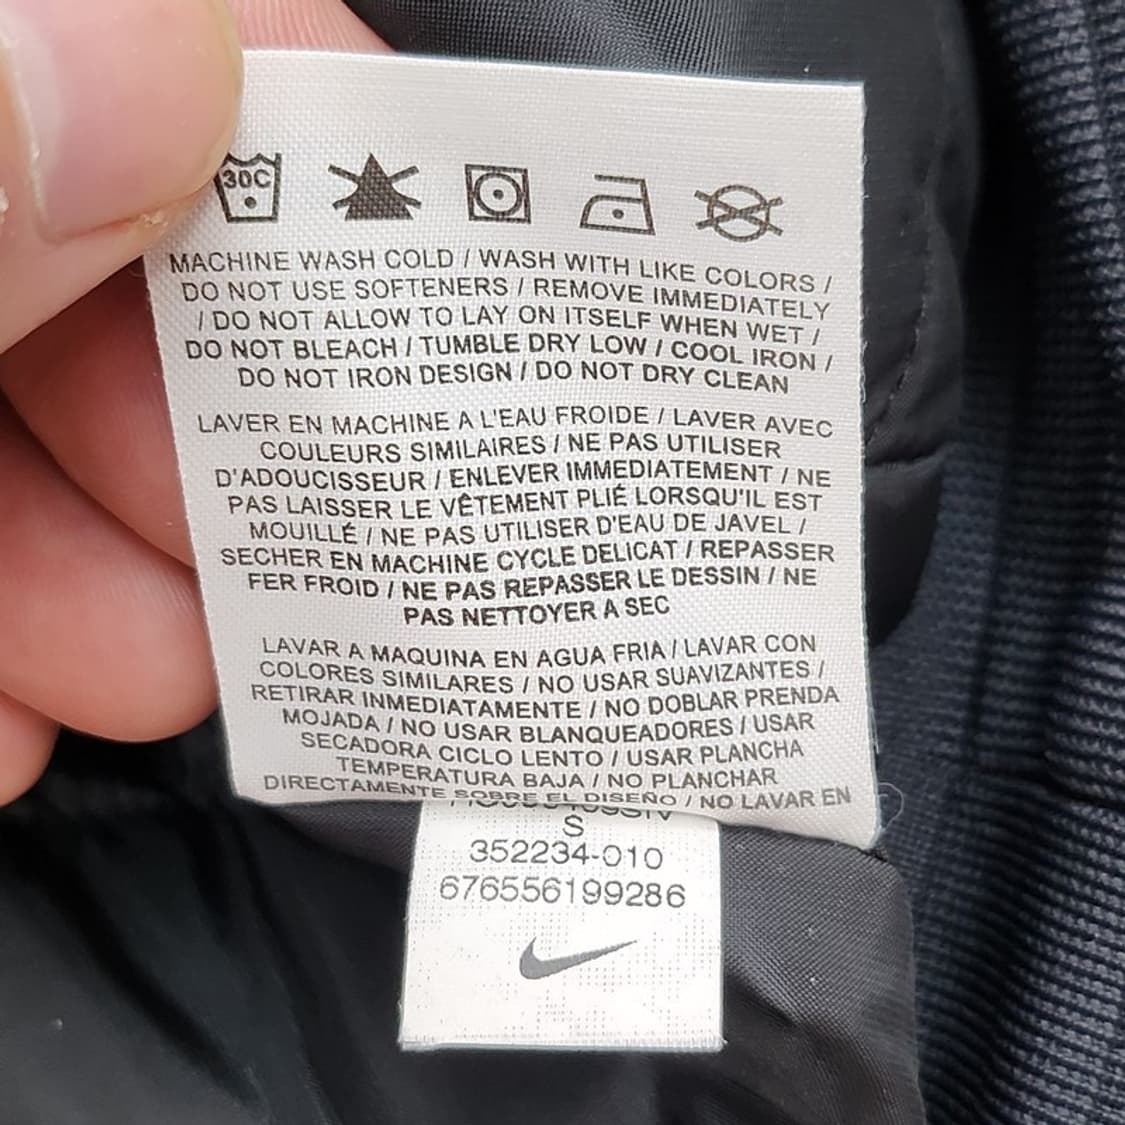 30C
MACHINE WASH COLD / WASH WITH LIKE COLORS /
DO NOT USE SOFTENERS / REMOVE IMMEDIATELY
/ DO NOT ALLOW TO LAY ON ITSELF WHEN WET /
DO NOT BLEACH / TUMBLE DRY LOW / COOL IRON /
DO NOT IRON DESIGN / DO NOT DRY CLEAN
LAVER EN MACHINE A L'EAU FROIDE / LAVER AVEC
COULEURS SIMILAIRES / NE PAS UTILISER
D'ADOUCISSEUR / ENLEVER IMMEDIATEMENT / NE
PAS LAISSER LE VÊTEMENT PLIÉ LORSQU'IL EST
MOUILLÉ / NE PAS UTILISER D'EAU DE JAVEL /
SECHER EN MACHINE CYCLE DELICAT / REPASSER
FER FROID / NE PAS REPASSER LE DESSIN / NE
PAS NETTOYER A SEC
LAVAR A MAQUINA EN AGUA FRIA / LAVAR CON
COLORES SIMILARES / NO USAR SUAVIZANTES /
RETIRAR INMEDIATAMENTE / NO DOBLAR PRENDA
MOJADA / NO USAR BLANQUEADORES / USAR
SECADORA CICLO LENTO / USAR PLANCHA
TEMPERATURA BAJA / NO PLANCHAR
DIRECTAMENTE SOBRE EL DISEÑO / NO LAVAR EN
S
352234-010
676556199286